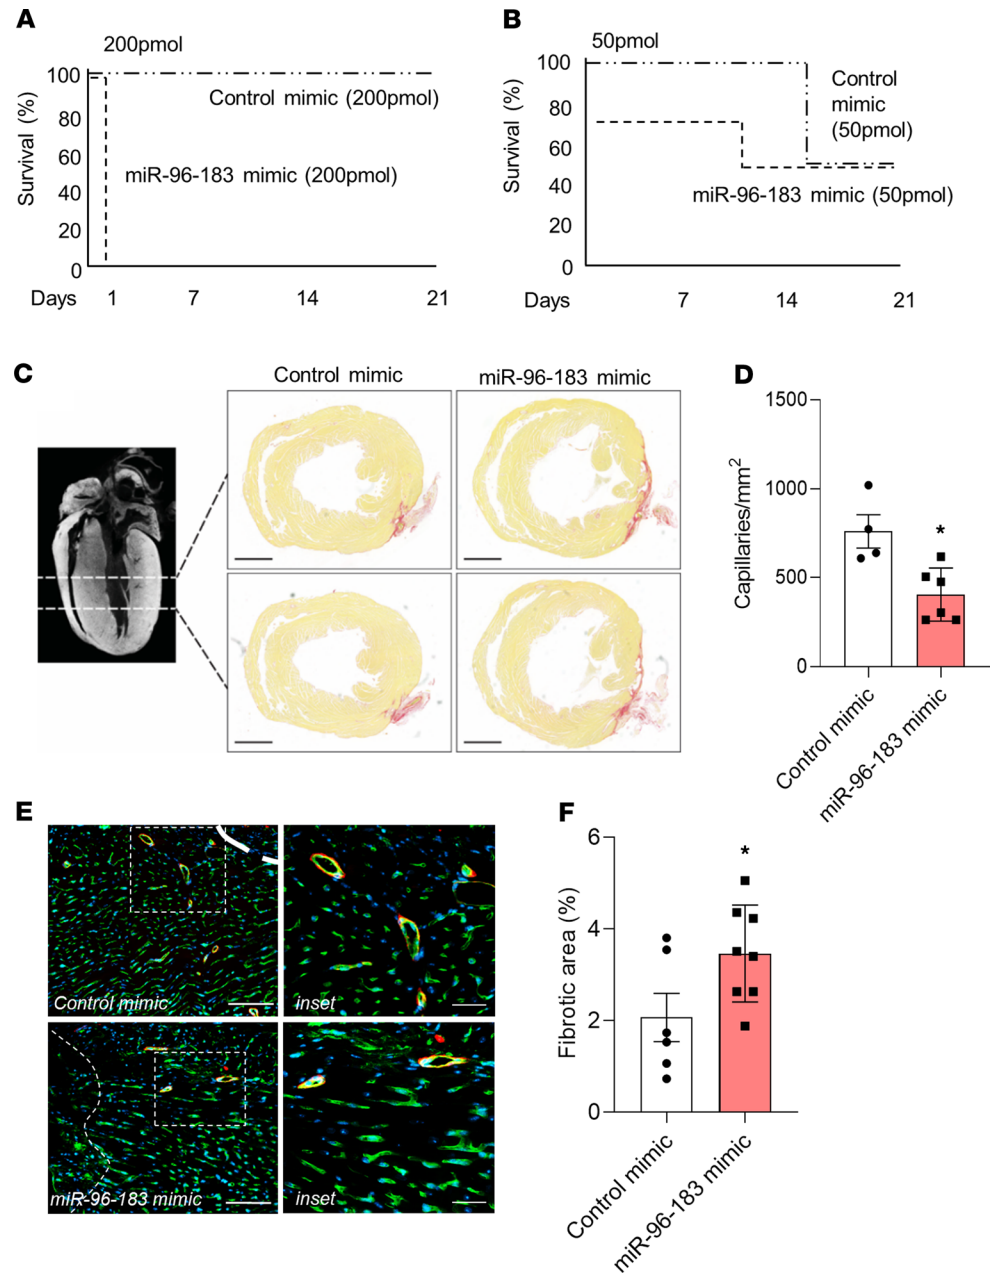 A
200pmol
100
80
60
40
20
0
Survival (%)
Control mimic (200pmol)
miR-96-183 mimic (200pmol)
Days 1 7 14 21
B
50pmol
100
80
60
40
20
0
Survival (%)
Control
mimic
(50pmol)
miR-96-183 mimic (50pmol)
Days 7 14 21
C
Control mimic
miR-96-183 mimic
D
1500
1000
500
0
Capillaries/mm2
*
Control mimic
miR-96-183 mimic
E
Control mimic
inset
miR-96-183 mimic
inset
F
6
4
2
0
Fibrotic area (%)
*
Control mimic
miR-96-183 mimic